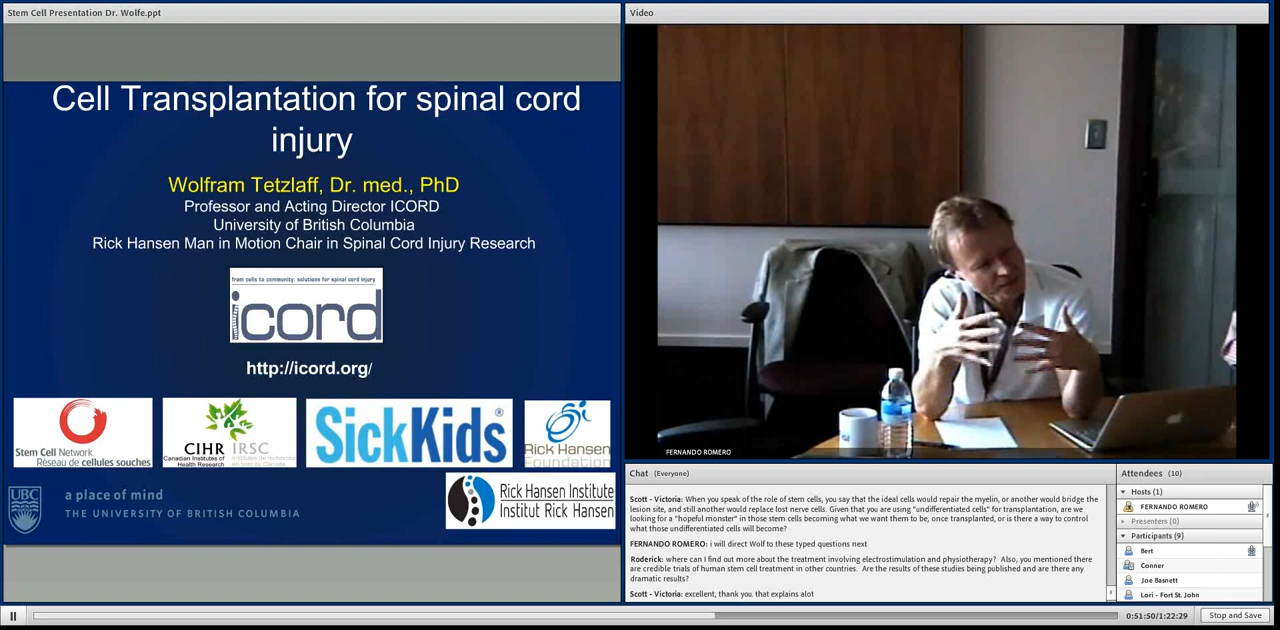 Stem Cell Presentation Dr. Wolfe.ppt
Cell Transplantation for spinal cord
injury
Wolfram Tetzlaff, Dr. med., PhD
Professor and Acting Director ICORD
University of British Columbia
Rick Hansen Man in Motion Chair in Spinal Cord Injury Research
from cells to community: solutions for spinal cord injury
icord
http://icord.org/
Stem Cell Network
Réseau de cellules souches
CIHR IRSC
Canadian Institutes of
Health Research
Instituts de recherche
en santé du Canada
SickKids®
Rick Hansen
Foundation
UBC
a place of mind
THE UNIVERSITY OF BRITISH COLUMBIA
Rick Hansen Institute
Institut Rick Hansen
Video
FERNANDO ROMERO
Chat (Everyone)
Scott - Victoria: When you speak of the role of stem cells, you say that the ideal cells would repair the myelin, or another would bridge the
lesion site, and still another would replace lost nerve cells. Given that you are using "undifferentiated cells" for transplantation, are we
looking for a "hopeful monster" in those stem cells becoming what we want them to be, once transplanted, or is there a way to control
what those undifferentiated cells will become?
FERNANDO ROMERO: i will direct Wolf to these typed questions next
Roderick: where can I find out more about the treatment involving electrostimulation and physiotherapy? Also, you mentioned there
are credible trials of human stem cell treatment in other countries. Are the results of these studies being published and are there any
dramatic results?
Scott - Victoria: excellent, thank you. that explains alot
Attendees (10)
Hosts (1)
FERNANDO ROMERO
Presenters (0)
Participants (9)
Bert
Conner
Joe Basnett
Lori - Fort St. John
0:51:50/1:22:29
Stop and Save